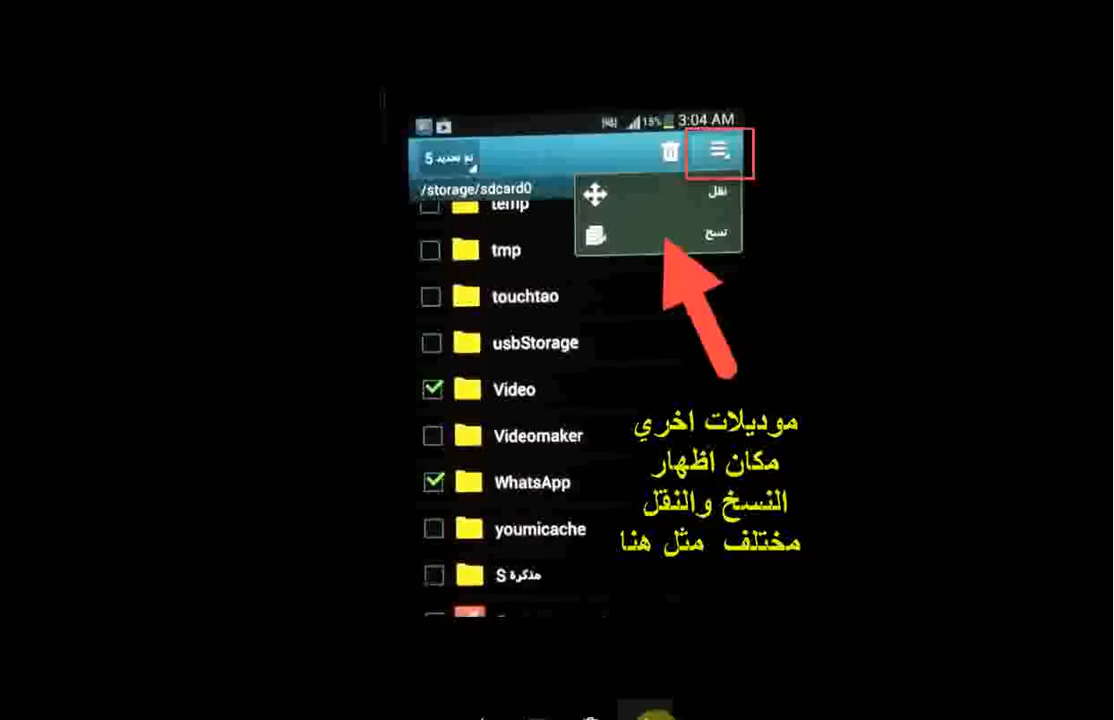 15% 3:04 AM
تم تحديد 5
/storage/sdcard0
نقل
نسخ
temp
tmp
touchtao
usbStorage
Video
Videomaker
WhatsApp
youmicache
مذكرة S
موديلات اخري
مكان اظهار
النسخ والنقل
مختلف مثل هنا